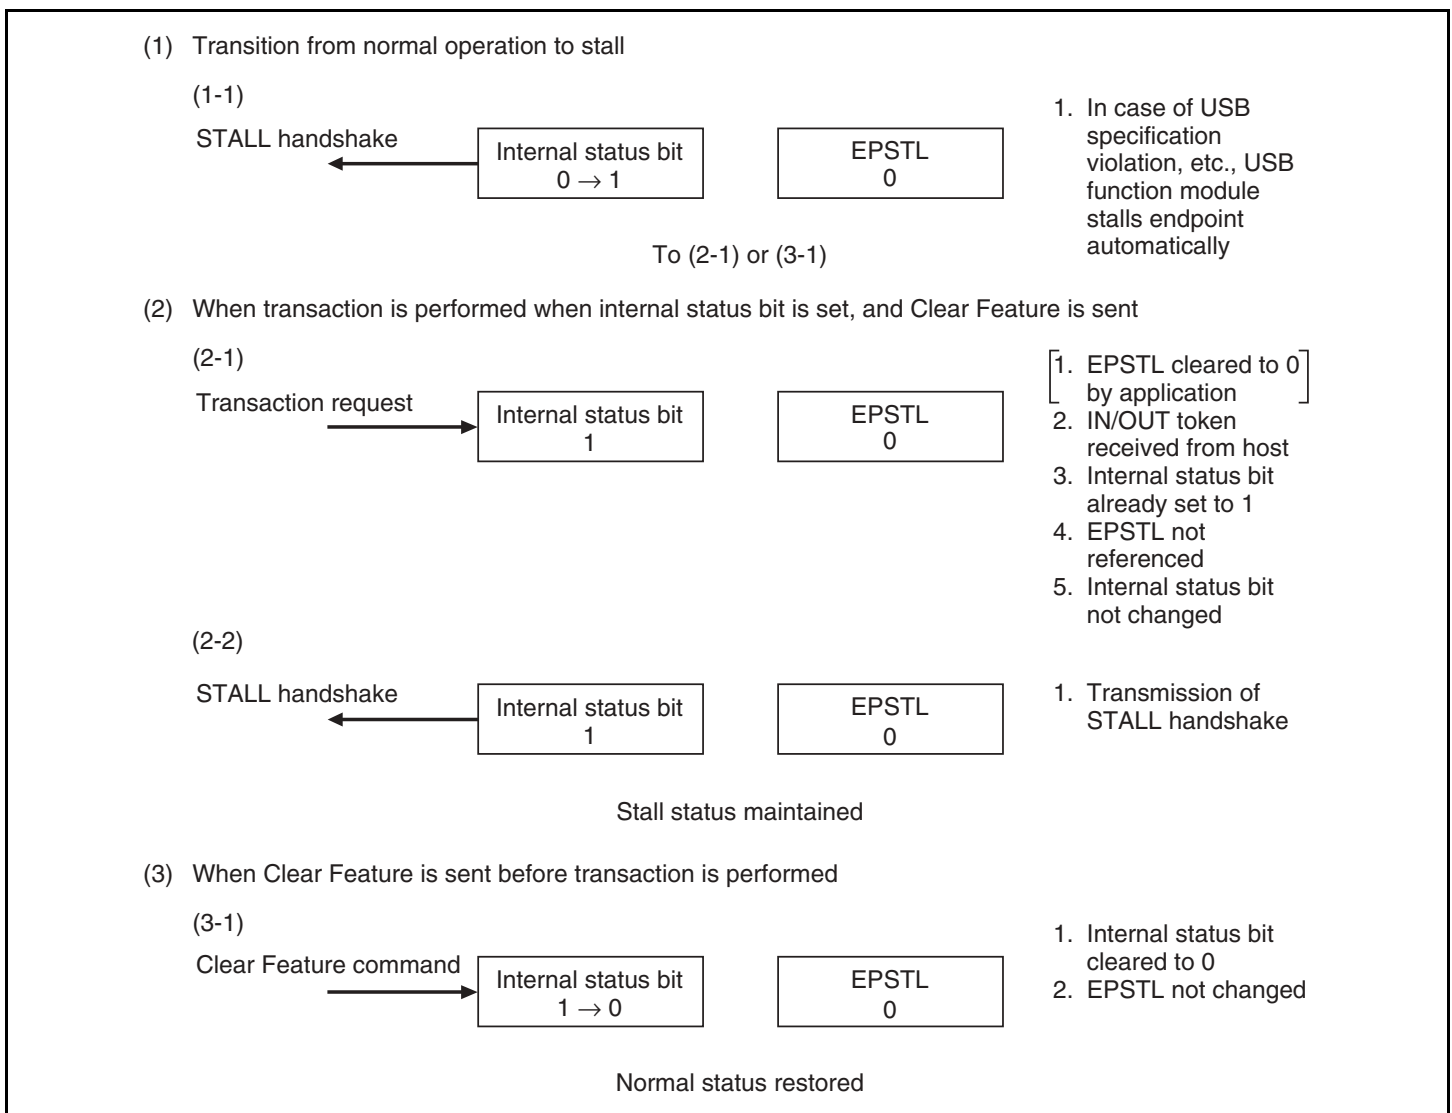 (1) Transition from normal operation to stall
(1-1)
STALL handshake
Internal status bit
0 → 1
EPSTL
0
1. In case of USB
specification
violation, etc., USB
function module
stalls endpoint
automatically
To (2-1) or (3-1)
(2) When transaction is performed when internal status bit is set, and Clear Feature is sent
(2-1)
Transaction request
Internal status bit
1
EPSTL
0
1. EPSTL cleared to 0
by application
2. IN/OUT token
received from host
3. Internal status bit
already set to 1
4. EPSTL not
referenced
5. Internal status bit
not changed
(2-2)
STALL handshake
Internal status bit
1
EPSTL
0
1. Transmission of
STALL handshake
Stall status maintained
(3) When Clear Feature is sent before transaction is performed
(3-1)
Clear Feature command
Internal status bit
1 → 0
EPSTL
0
1. Internal status bit
cleared to 0
2. EPSTL not changed
Normal status restored